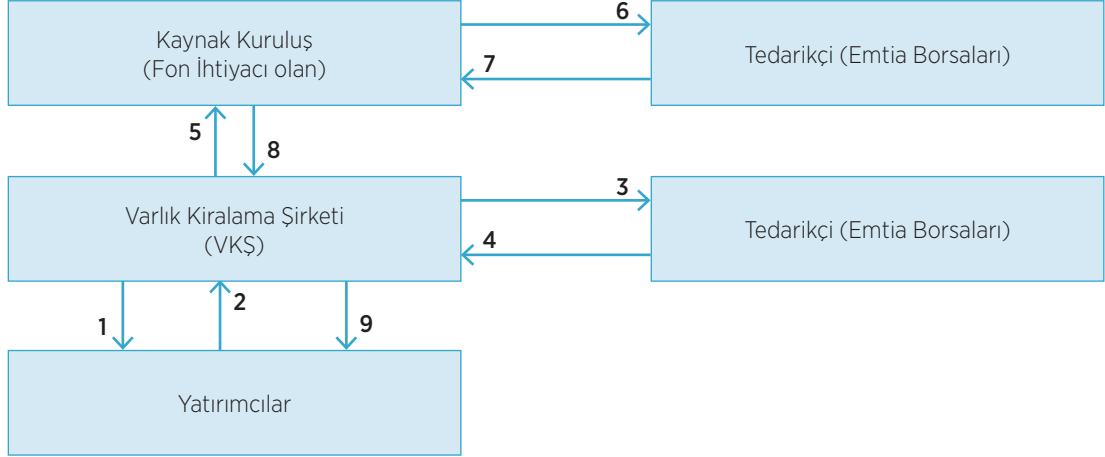 Kaynak Kuruluş
(Fon İhtiyacı olan)
6
7
Tedarikçi (Emtia Borsaları)
5
8
Varlık Kiralama Şirketi
(VKŞ)
3
4
Tedarikçi (Emtia Borsaları)
1
2
9
Yatırımcılar